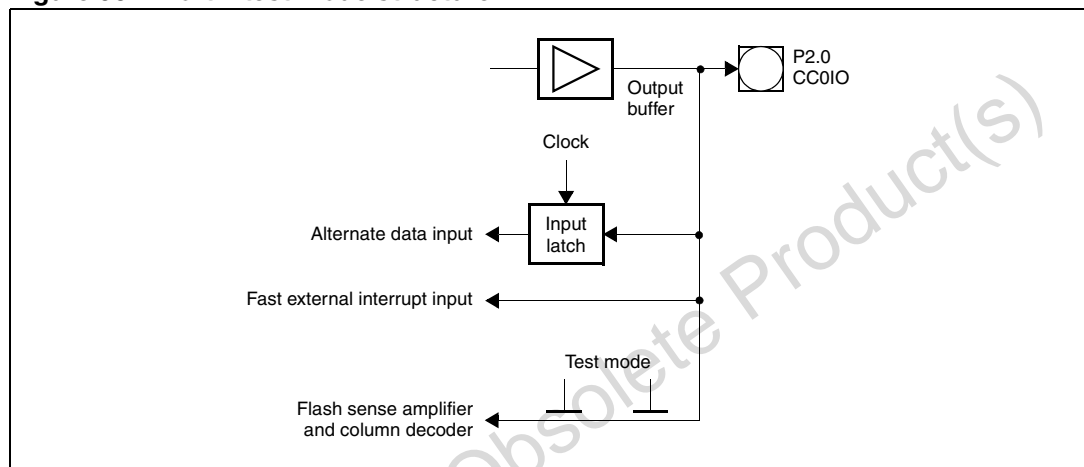 P2.0
CC0IO
Output
buffer
Clock
Input
latch
Alternate data input
Fast external interrupt input
Test mode
Flash sense amplifier
and column decoder
Obsolete Product(s)